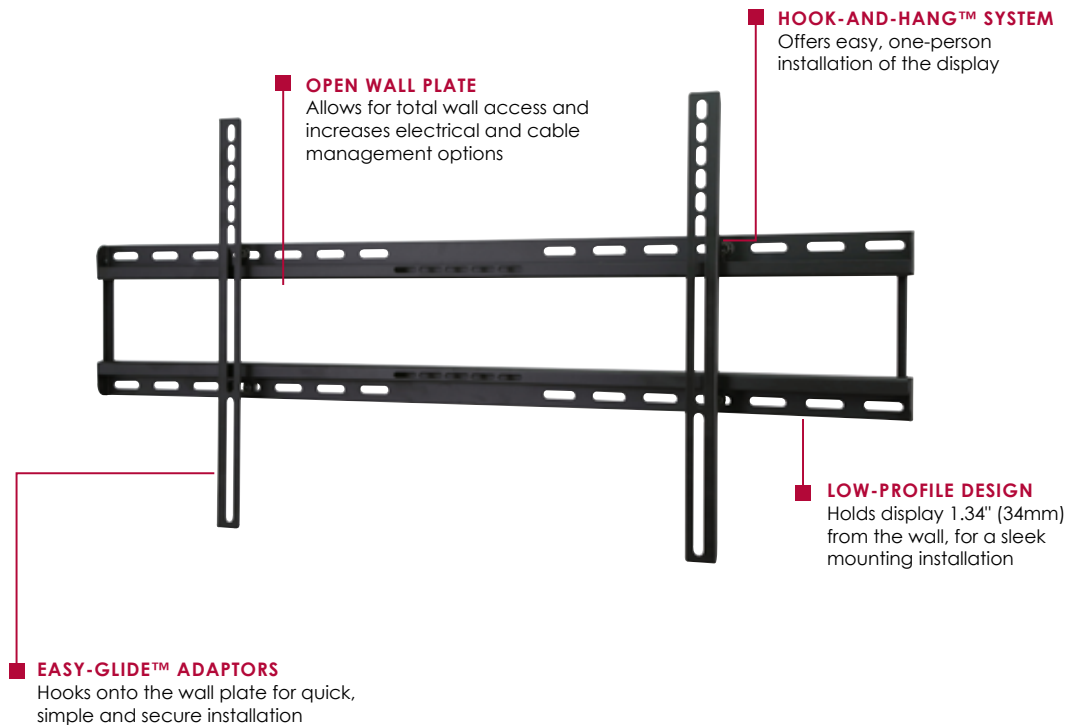 HOOK-AND-HANG™ SYSTEM
Offers easy, one-person
installation of the display
OPEN WALL PLATE
Allows for total wall access and
increases electrical and cable
management options
LOW-PROFILE DESIGN
Holds display 1.34" (34mm)
from the wall, for a sleek
mounting installation
EASY-GLIDE™ ADAPTORS
Hooks onto the wall plate for quick,
simple and secure installation